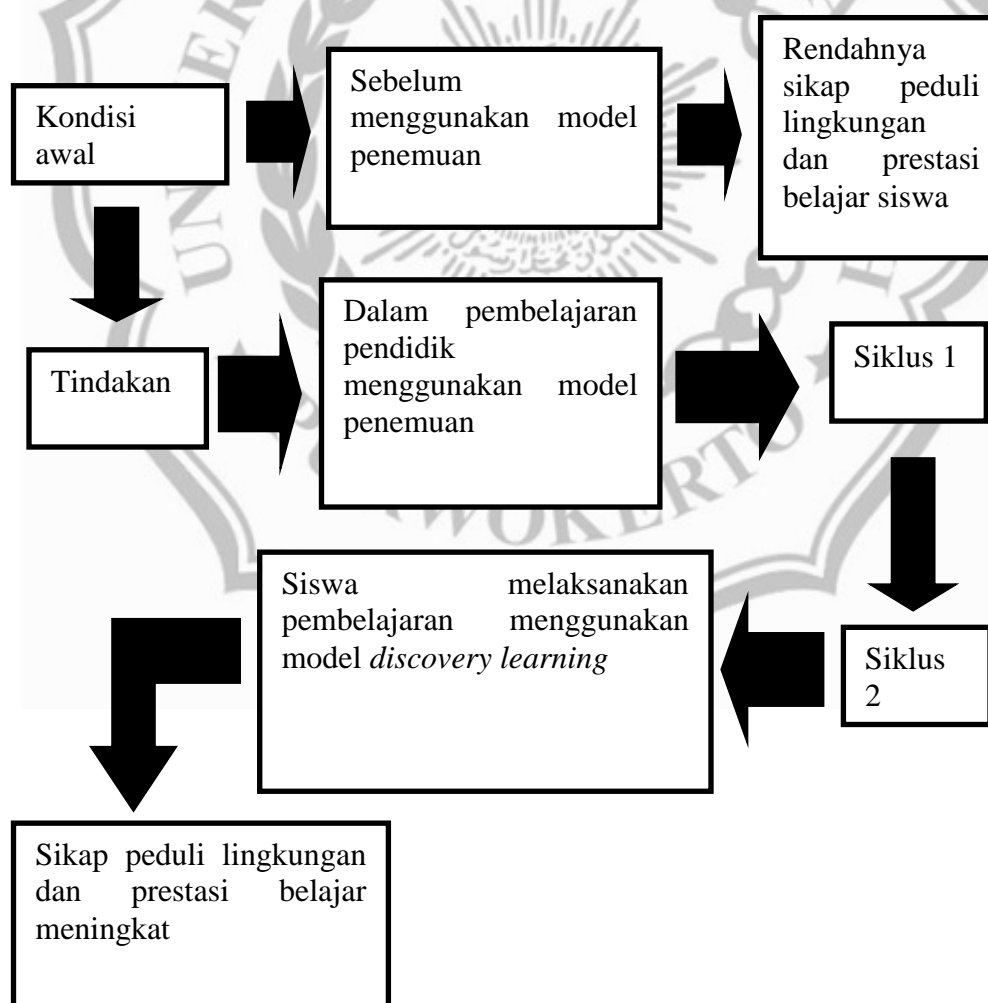 Kondisi
awal
Sebelum
menggunakan model
penemuan
Rendahnya
sikap peduli
lingkungan
dan prestasi
belajar siswa
Tindakan
Dalam pembelajaran
pendidik
menggunakan model
penemuan
Siklus 1
Siklus
2
Siswa melaksanakan
pembelajaran menggunakan
model discovery learning
Sikap peduli lingkungan
dan prestasi belajar
meningkat